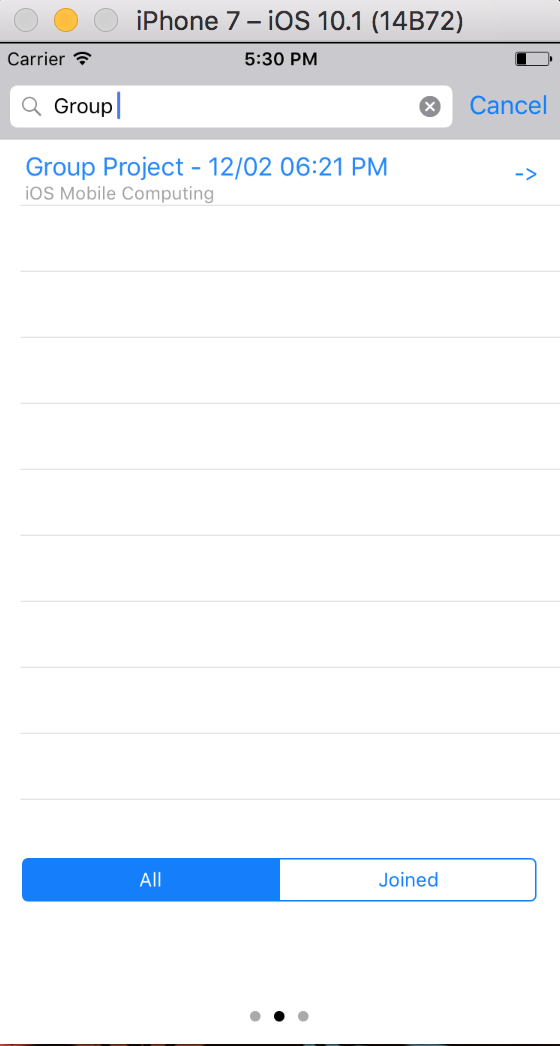 iPhone 7 – iOS 10.1 (14B72)
Carrier 5:30 PM
Group Cancel
Group Project - 12/02 06:21 PM ->
iOS Mobile Computing
All Joined